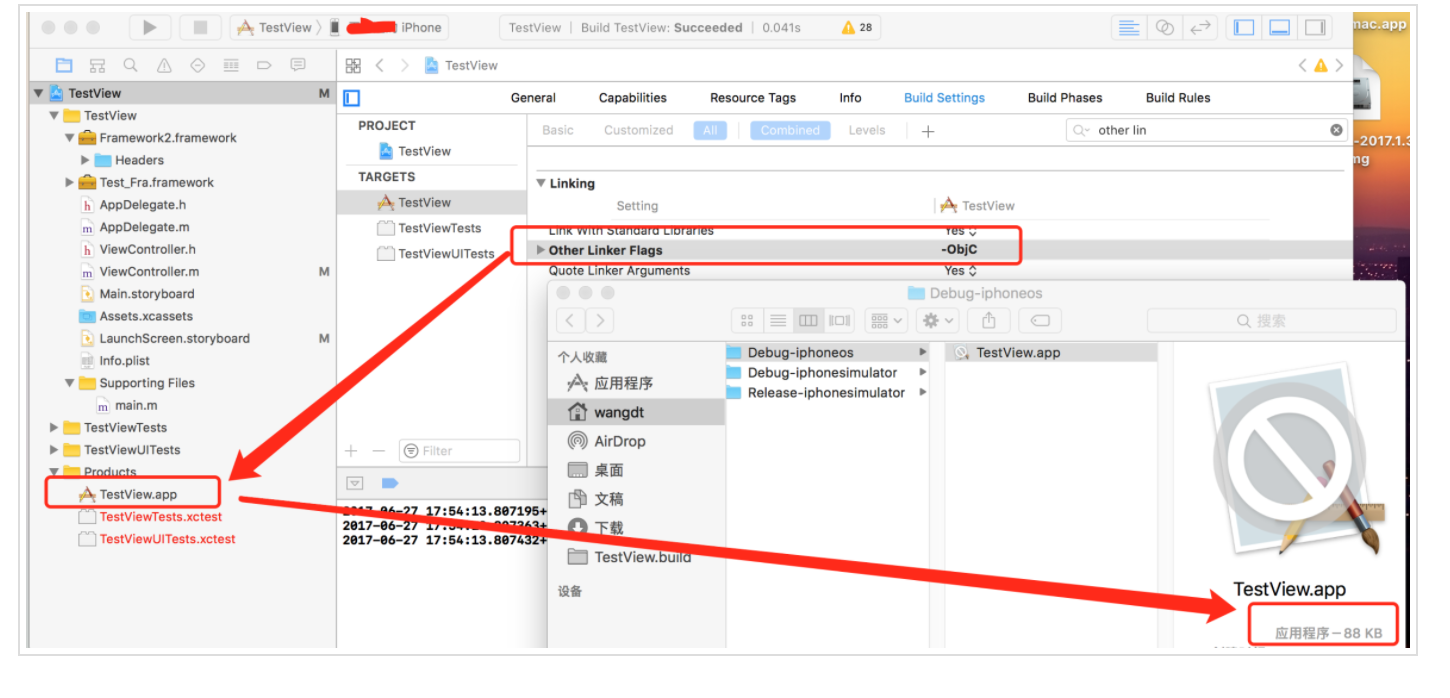 TestView
iPhone
TestView | Build TestView: Succeeded | 0.041s
28
mac.app
TestView
TestView M
TestView
Framework2.framework
Headers
Test_Fra.framework
AppDelegate.h
AppDelegate.m
ViewController.h
ViewController.m M
Main.storyboard
Assets.xcassets
LaunchScreen.storyboard M
Info.plist
Supporting Files
main.m
TestViewTests
TestViewUITests
Products
TestView.app
TestViewTests.xctest
TestViewUITests.xctest
General Capabilities Resource Tags Info Build Settings Build Phases Build Rules
PROJECT
TestView
TARGETS
TestView
TestViewTests
TestViewUITests
Filter
Basic Customized All Combined Levels +
other lin
-2017.1.3
mg
Linking
Setting TestView
Link With Standard Libraries Yes
Other Linker Flags -ObjC
Quote Linker Arguments Yes
2017-06-27 17:54:13.807195+
2017-06-27 17:54:13.807363+
2017-06-27 17:54:13.807432+
Debug-iphoneos
搜索
个人收藏
应用程序
wangdt
AirDrop
桌面
文稿
下载
TestView.build
设备
Debug-iphoneos
Debug-iphonesimulator
Release-iphonesimulator
TestView.app
TestView.app
应用程序 – 88 KB